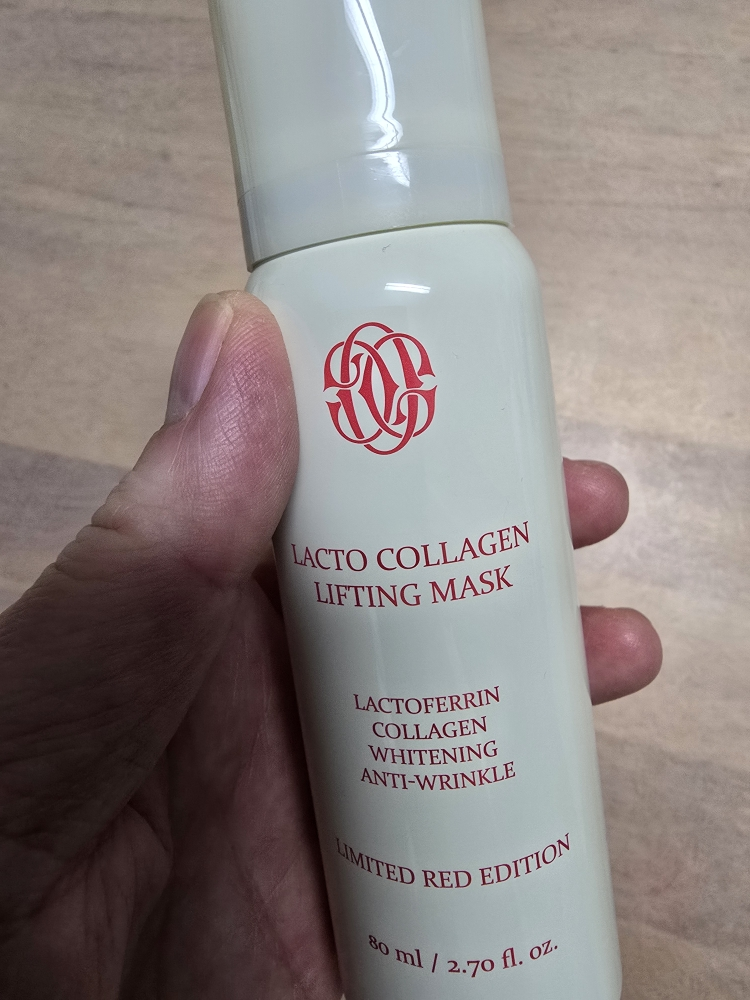 LACTO COLLAGEN
LIFTING MASK
LACTOFERRIN
COLLAGEN
WHITENING
ANTI-WRINKLE
LIMITED RED EDITION
80 ml / 2.70 fl. oz.